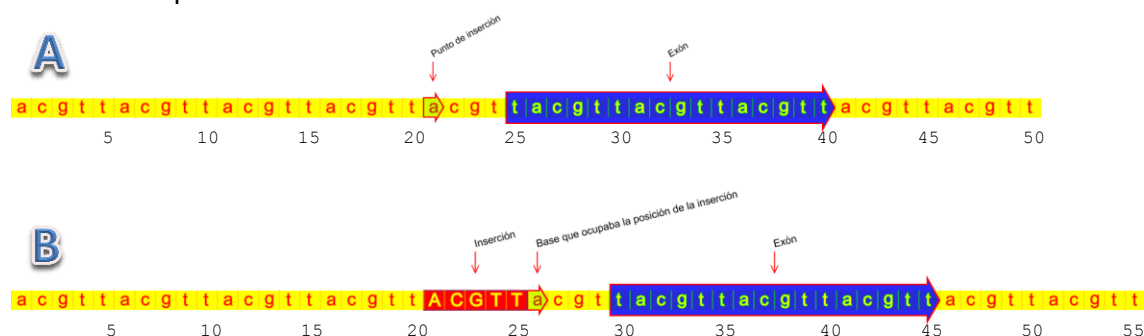 Punto de inserción
Exón
A
a c g t t a c g t t a c g t t a c g t t a c g t t a c g t t a c g t t a c g t t a c g t t a c g t t
5 10 15 20 25 30 35 40 45 50
Inserción
Base que ocupaba la posición de la inserción
Exón
B
a c g t t a c g t t a c g t t a c g t t A C G T T a c g t t a c g t t a c g t t a c g t t a c g t t a c g t t
5 10 15 20 25 30 35 40 45 50 55